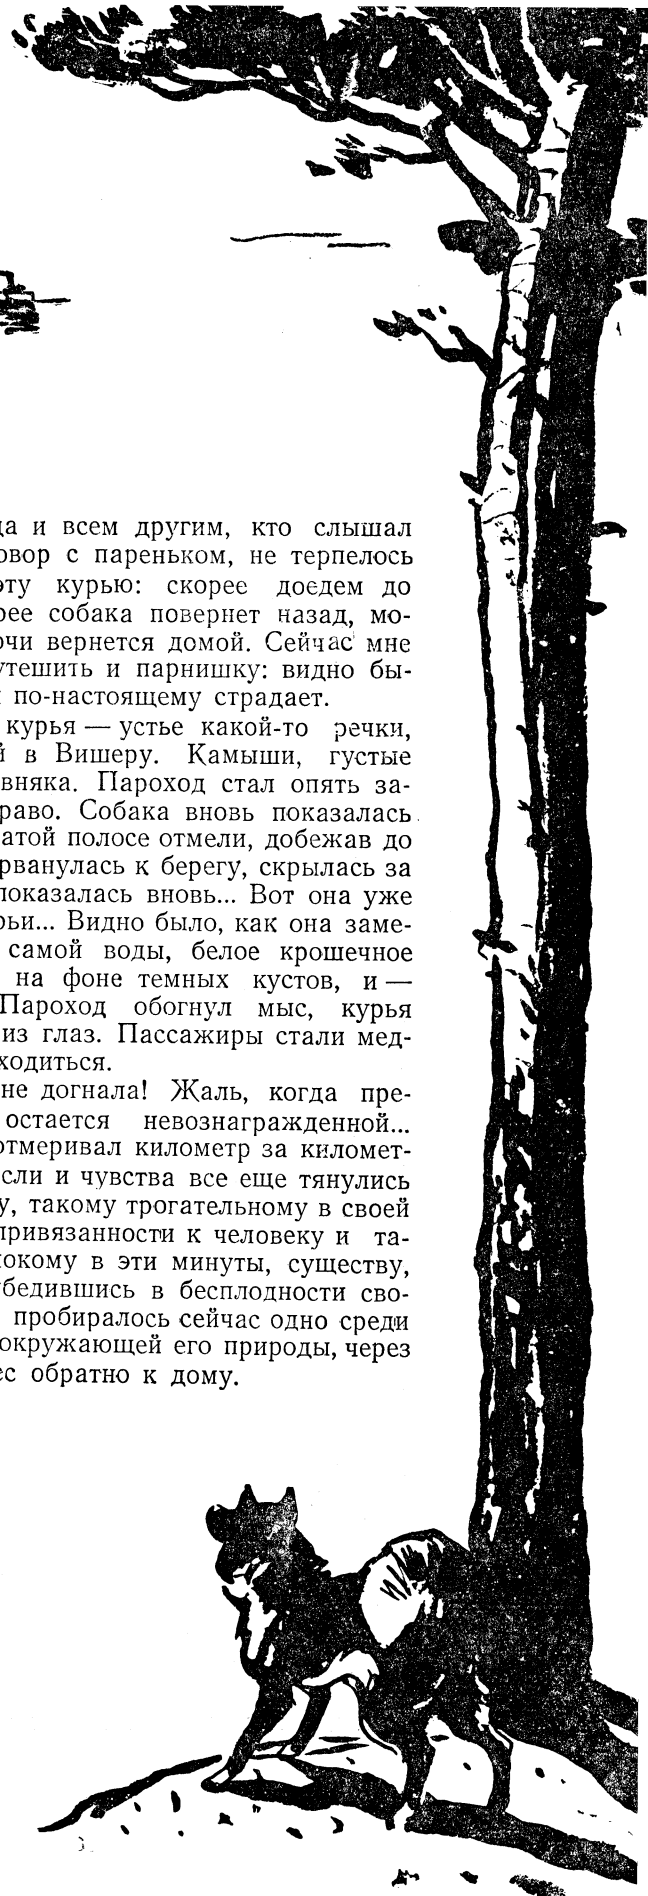 да и всем другим, кто слышал
овор с пареньком, не терпелось
эту курью: скорее доедем до
рее собака повернет назад, мо-
очи вернется домой. Сейчас мне
утешить и парнишку: видно бы-
по-настоящему страдает.
курья — устье какой-то речки,
й в Вишеру. Камыши, густые
вняка. Пароход стал опять за-
раво. Собака вновь показалась
атой полосе отмели, добежав до
рванулась к берегу, скрылась за
показалась вновь... Вот она уже
рьи... Видно было, как она заме-
самой воды, белое крошечное
на фоне темных кустов, и —
Пароход обогнул мыс, курья
из глаз. Пассажиры стали мед-
ходиться.
не догнала! Жаль, когда пре-
остается невознагражденной...
отмеривал километр за километ-
сли и чувства все еще тянулись
у, такому трогательному в своей
привязанности к человеку и та-
окому в эти минуты, существу,
бедившись в бесплодности сво-
пробиралось сейчас одно среди
окружающей его природы, через
ес обратно к дому.